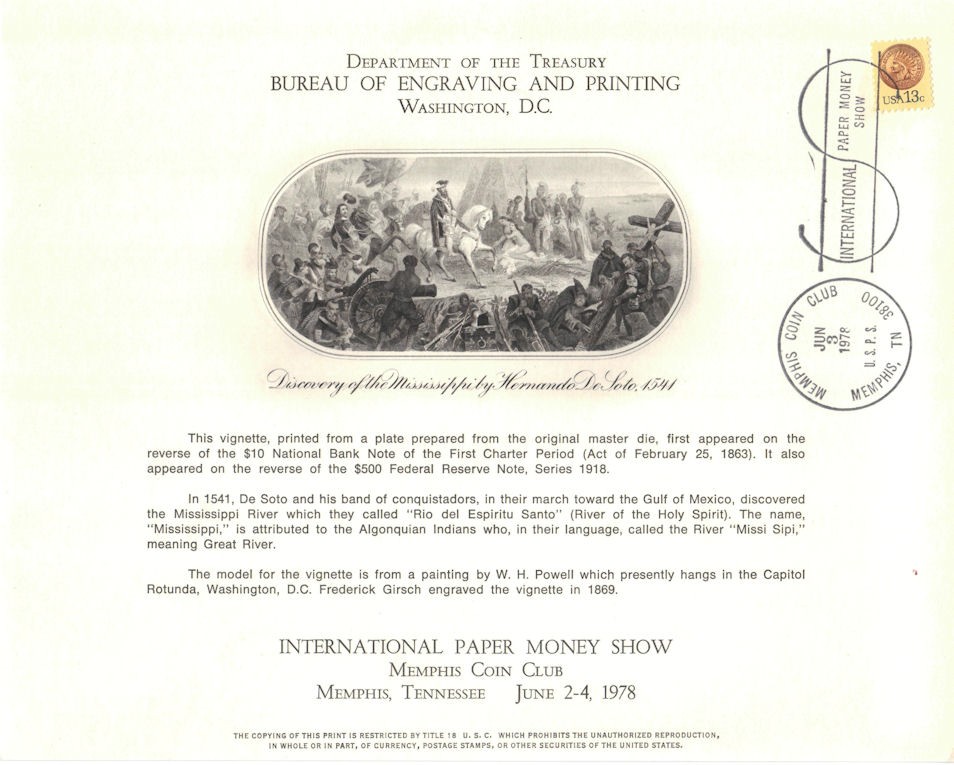 DEPARTMENT OF THE TREASURY
BUREAU OF ENGRAVING AND PRINTING
WASHINGTON, D.C.
USA 13c
INTERNATIONAL PAPER MONEY SHOW
MEMPHIS COIN CLUB
JUN
3
1978
U.S.P.S.
38100
MEMPHIS, TN
Discovery of the Mississippi by Hernando De Soto, 1541
This vignette, printed from a plate prepared from the original master die, first appeared on the
reverse of the $10 National Bank Note of the First Charter Period (Act of February 25, 1863). It also
appeared on the reverse of the $500 Federal Reserve Note, Series 1918.
In 1541, De Soto and his band of conquistadors, in their march toward the Gulf of Mexico, discovered
the Mississippi River which they called "Rio del Espiritu Santo" (River of the Holy Spirit). The name,
"Mississippi," is attributed to the Algonquian Indians who, in their language, called the River "Missi Sipi,"
meaning Great River.
The model for the vignette is from a painting by W. H. Powell which presently hangs in the Capitol
Rotunda, Washington, D.C. Frederick Girsch engraved the vignette in 1869.
INTERNATIONAL PAPER MONEY SHOW
MEMPHIS COIN CLUB
MEMPHIS, TENNESSEE JUNE 2-4, 1978
THE COPYING OF THIS PRINT IS RESTRICTED BY TITLE 18 U. S. C. WHICH PROHIBITS THE UNAUTHORIZED REPRODUCTION,
IN WHOLE OR IN PART, OF CURRENCY, POSTAGE STAMPS, OR OTHER SECURITIES OF THE UNITED STATES.